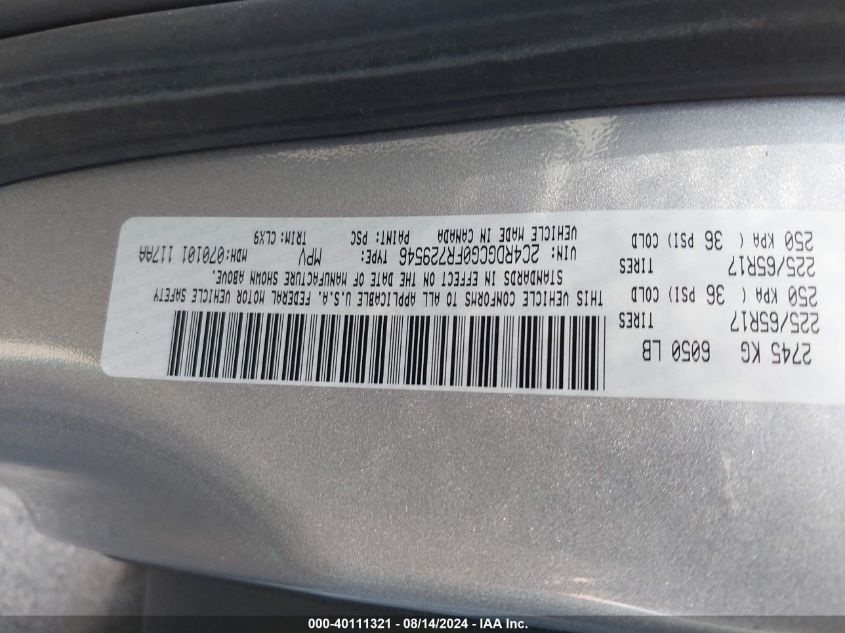 2745 KG 6050 LB
225/65R17 TIRES
250 KPA ( 36 PSI) COLD
225/65R17 TIRES
250 KPA ( 36 PSI) COLD
THIS VEHICLE CONFORMS TO ALL APPLICABLE U.S.A. FEDERAL MOTOR VEHICLE SAFETY
STANDARDS IN EFFECT ON THE DATE OF MANUFACTURE SHOWN ABOVE.
VIN: 2C4RDGCG0FR729546 TYPE: MPV MDH:070101 117AA
VEHICLE MADE IN CANADA PAINT: PSC TRIM:CLX9
000-40111321 - 08/14/2024 - IAA Inc.